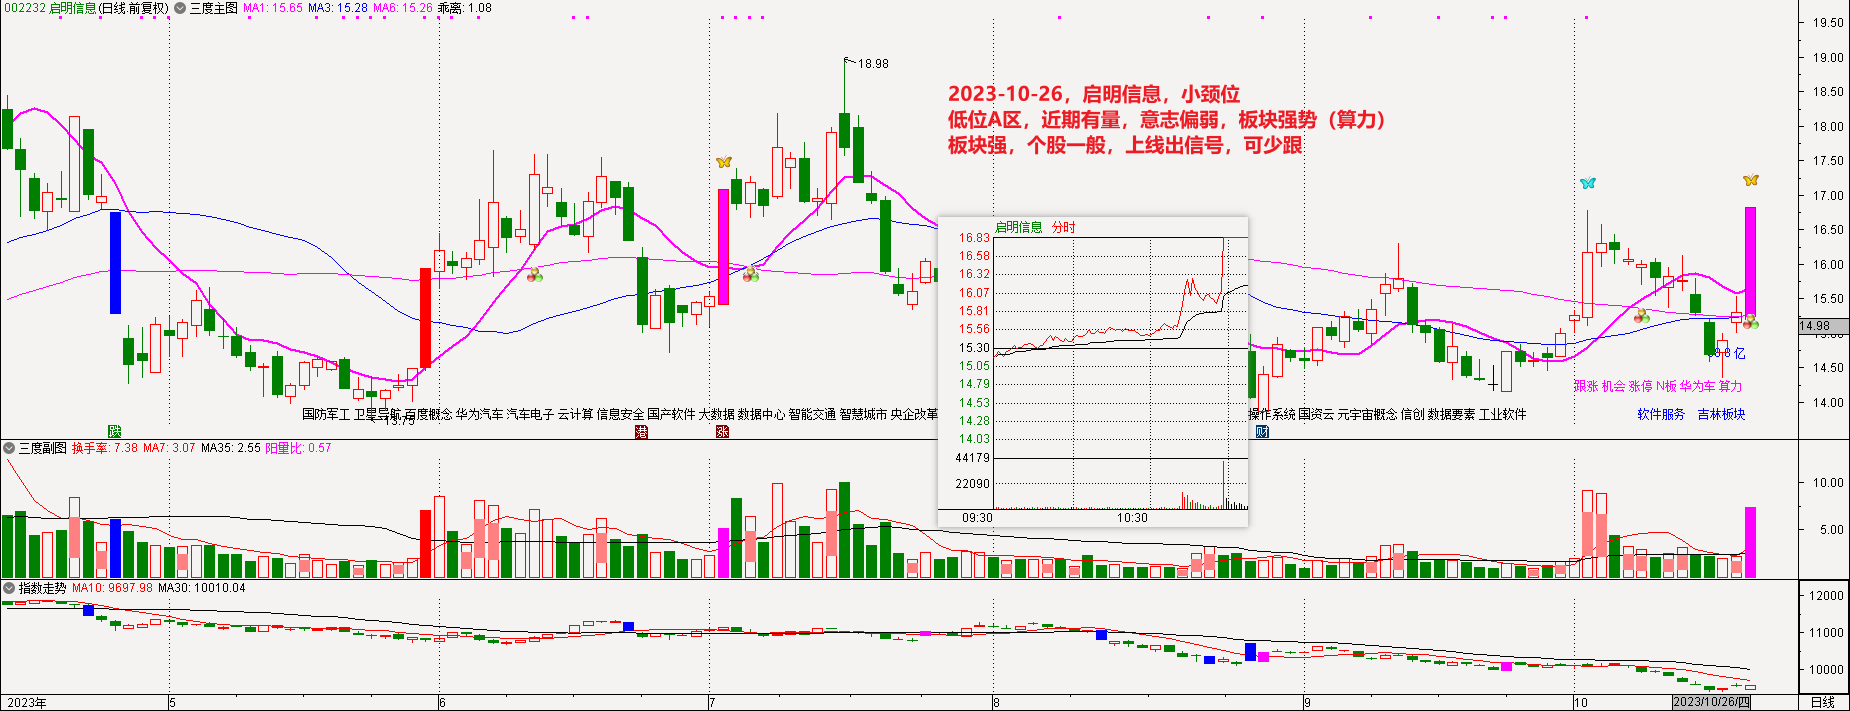 002232 启明信息(日线.前复权) 三度主图 MA1: 15.65 MA3: 15.28 MA6: 15.26 乖离: 1.08
19.50
19.00
18.50
18.00
17.50
17.00
16.50
16.00
15.50
14.98
14.50
14.00
18.98
2023-10-26，启明信息，小颈位
低位A区，近期有量，意志偏弱，板块强势（算力）
板块强，个股一般，上线出信号，可少跟
启明信息 分时
16.83
16.58
16.32
16.07
15.81
15.56
15.30
15.05
14.79
14.53
14.28
14.03
44179
22090
09:30 10:30
亿
跟涨 机会 涨停 N板 华为车 算力
软件服务 吉林板块
13.75
国防军工 卫星导航 百度概念 华为汽车 汽车电子 云计算 信息安全 国产软件 大数据 数据中心 智能交通 智慧城市 央企改革
操作系统 国资云 元宇宙概念 信创 数据要素 工业软件
跌 港 涨 财
三度副图 换手率: 7.38 MA7: 3.07 MA35: 2.55 阳量比: 0.57
10.00
5.00
指数走势 MA10: 9697.98 MA30: 10010.04
12000
11000
10000
2023年 5 6 7 8 9 10 2023/10/26/四 日线